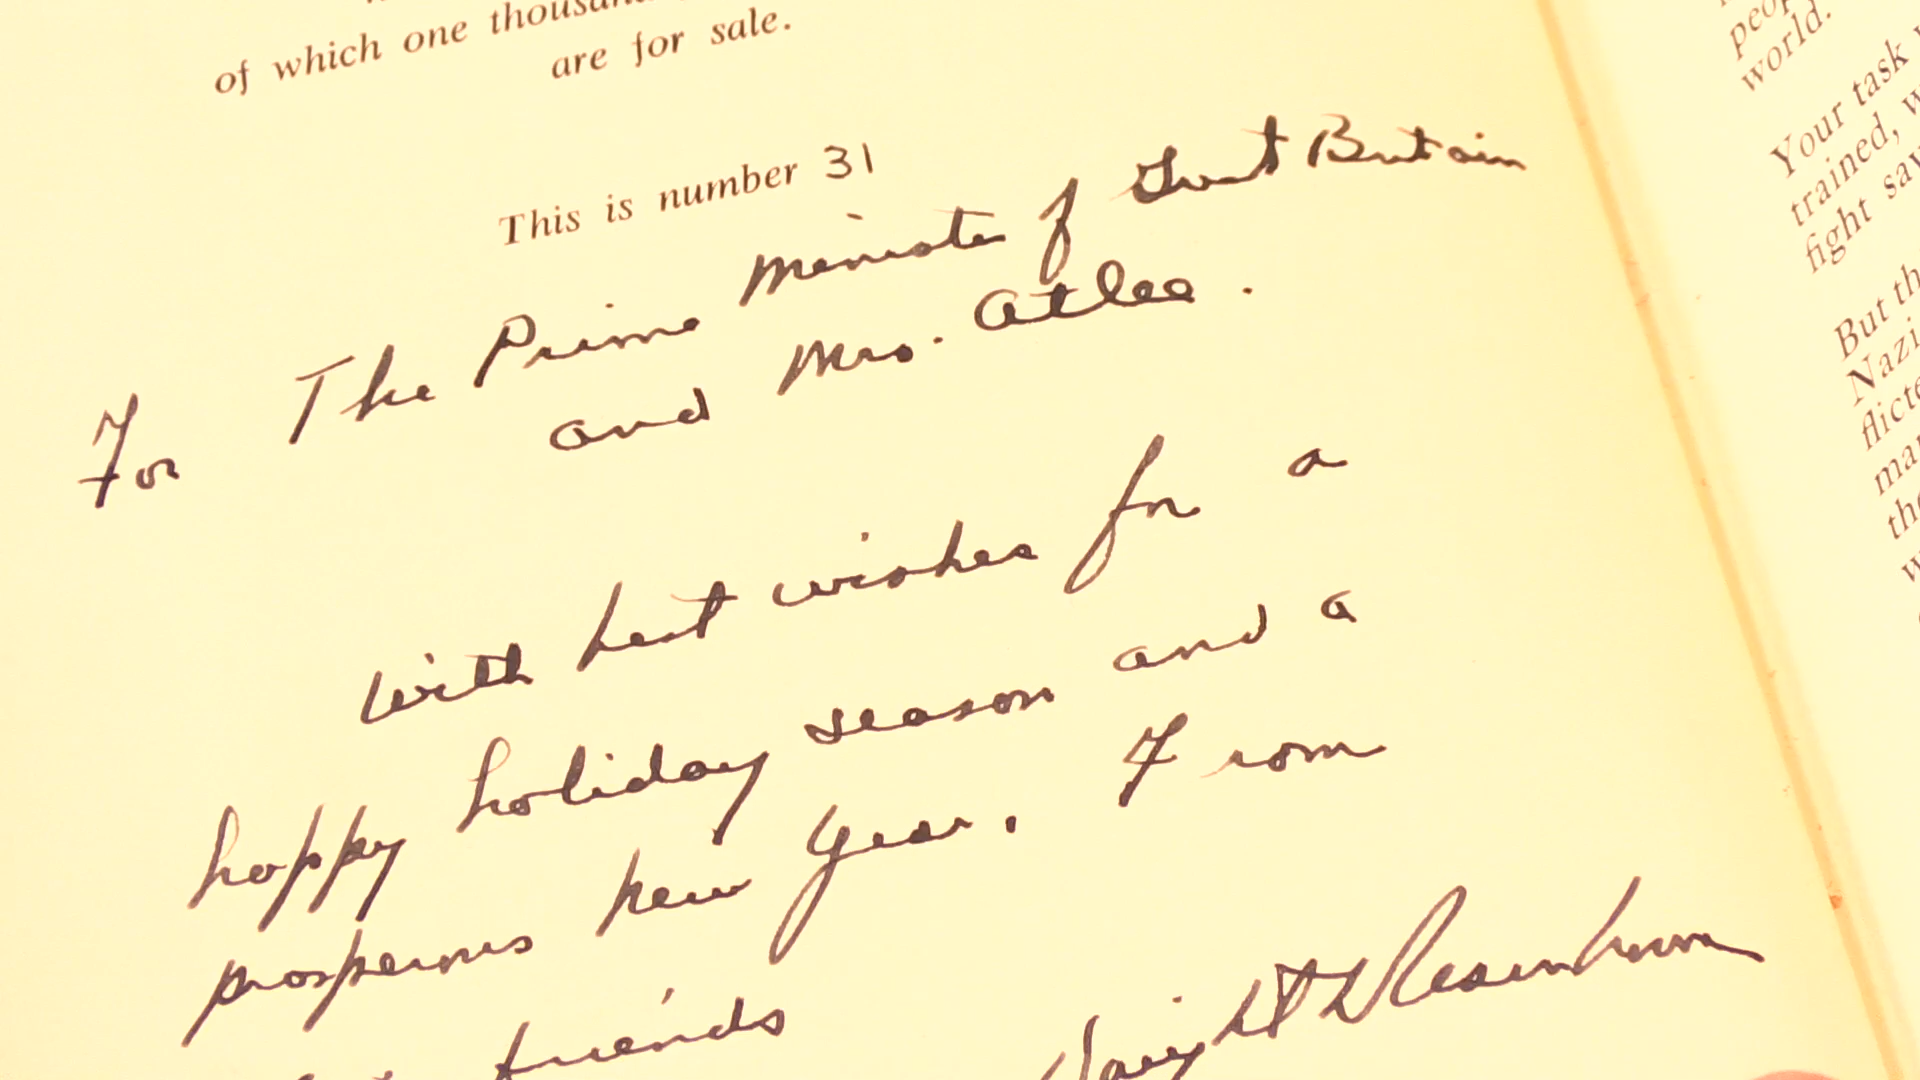 of which one thousand
are for sale.
This is number 31
For The Prime Minister of Great Britain
and Mrs. Atlee.
With best wishes for a
happy holiday season and a
prosperous new year. From
friends
Dwight D Eisenhower
world.
Your task
trained,
fight
But